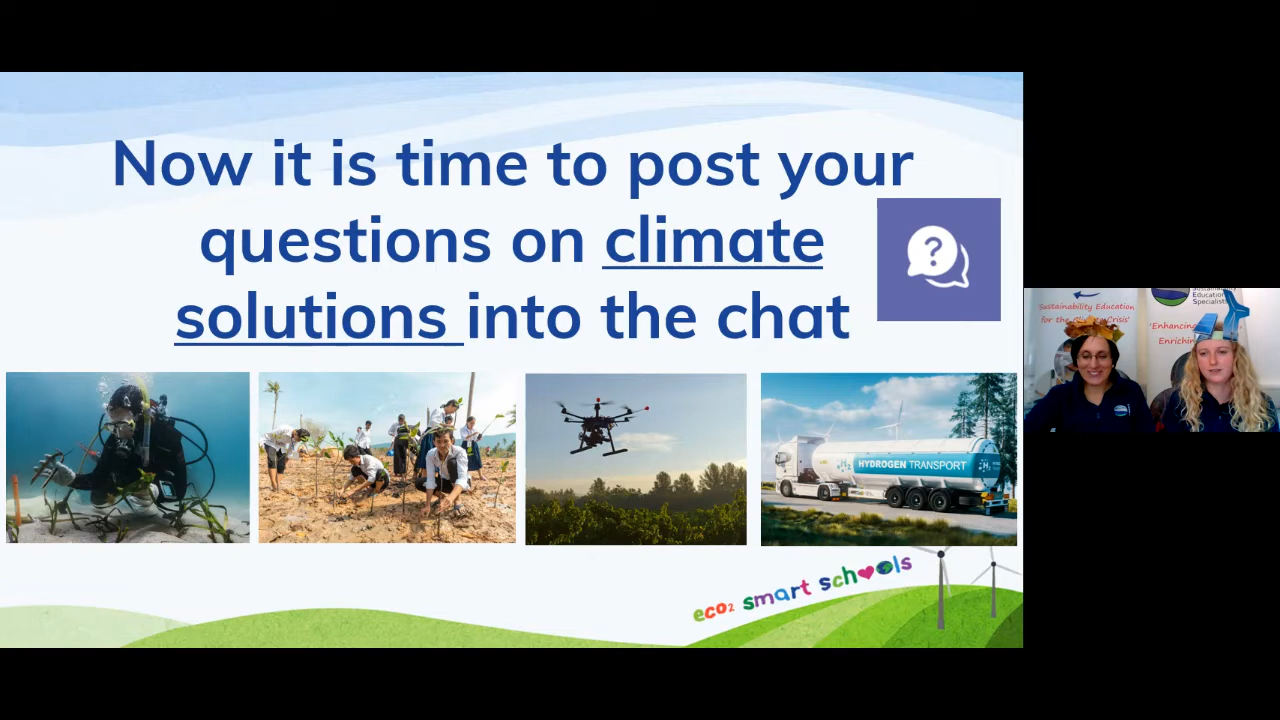 Now it is time to post your
questions on climate
solutions into the chat
?
HYDROGEN TRANSPORT
H2
eco2 smart schools
Sustainability Education
for the Climate Crisis'
Sustainability
Education
Specialists
'Enhancing
Enriching